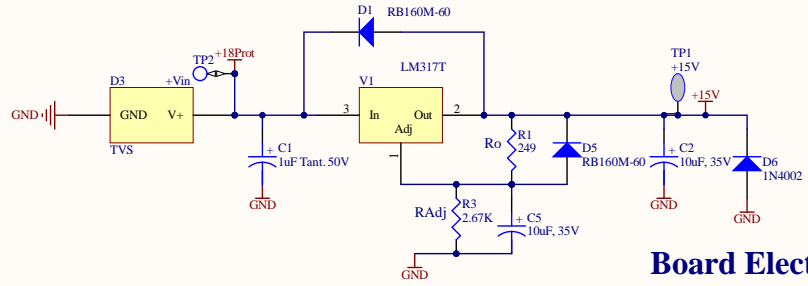 D1
RB160M-60
+18Prot
TP2
D3
+Vin
GND
GND
V+
TVS
C1
1uF Tant. 50V
GND
V1
LM317T
3
In
Out
2
Adj
1
Ro
R1
249
D5
RB160M-60
RAdj
R3
2.67K
C5
10uF, 35V
GND
TP1
+15V
+15V
C2
10uF, 35V
GND
D6
1N4002
GND
Board Elect